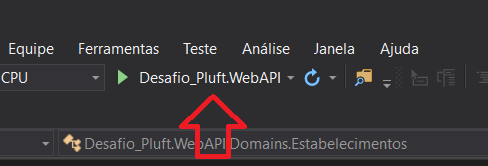 Equipe Ferramentas Teste Análise Janela Ajuda
CPU Desafio_Pluft.WebAPI
Desafio_Pluft.WebAPI.Domains.Estabelecimentos